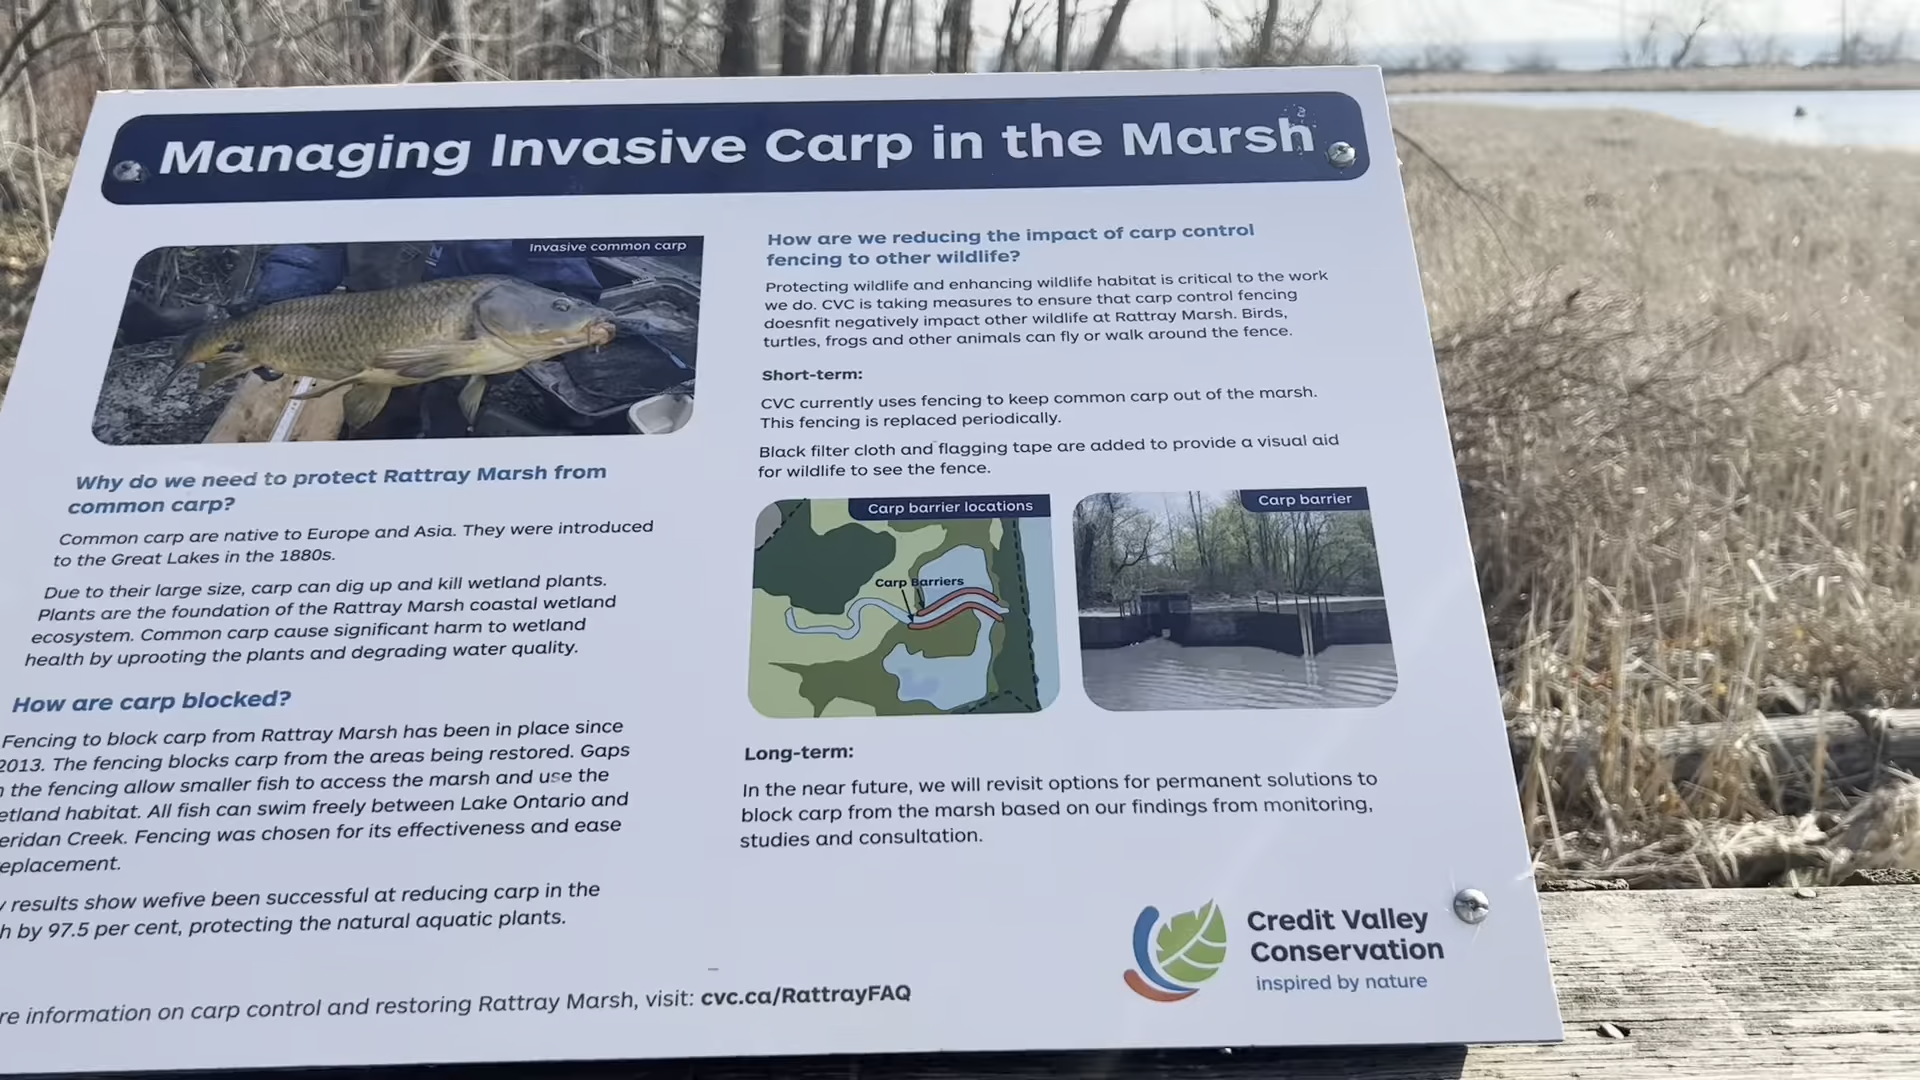 Managing Invasive Carp in the Marsh
Invasive common carp
Why do we need to protect Rattray Marsh from
common carp?
Common carp are native to Europe and Asia. They were introduced
to the Great Lakes in the 1880s.
Due to their large size, carp can dig up and kill wetland plants.
Plants are the foundation of the Rattray Marsh coastal wetland
ecosystem. Common carp cause significant harm to wetland
health by uprooting the plants and degrading water quality.
How are carp blocked?
Fencing to block carp from Rattray Marsh has been in place since
2013. The fencing blocks carp from the areas being restored. Gaps
the fencing allow smaller fish to access the marsh and use the
etland habitat. All fish can swim freely between Lake Ontario and
eridan Creek. Fencing was chosen for its effectiveness and ease
eplacement.
results show wefive been successful at reducing carp in the
h by 97.5 per cent, protecting the natural aquatic plants.
re information on carp control and restoring Rattray Marsh, visit: cvc.ca/RattrayFAQ
How are we reducing the impact of carp control
fencing to other wildlife?
Protecting wildlife and enhancing wildlife habitat is critical to the work
we do. CVC is taking measures to ensure that carp control fencing
doesnfit negatively impact other wildlife at Rattray Marsh. Birds,
turtles, frogs and other animals can fly or walk around the fence.
Short-term:
CVC currently uses fencing to keep common carp out of the marsh.
This fencing is replaced periodically.
Black filter cloth and flagging tape are added to provide a visual aid
for wildlife to see the fence.
Carp barrier locations
Carp Barriers
Carp barrier
Long-term:
In the near future, we will revisit options for permanent solutions to
block carp from the marsh based on our findings from monitoring,
studies and consultation.
Credit Valley
Conservation
inspired by nature